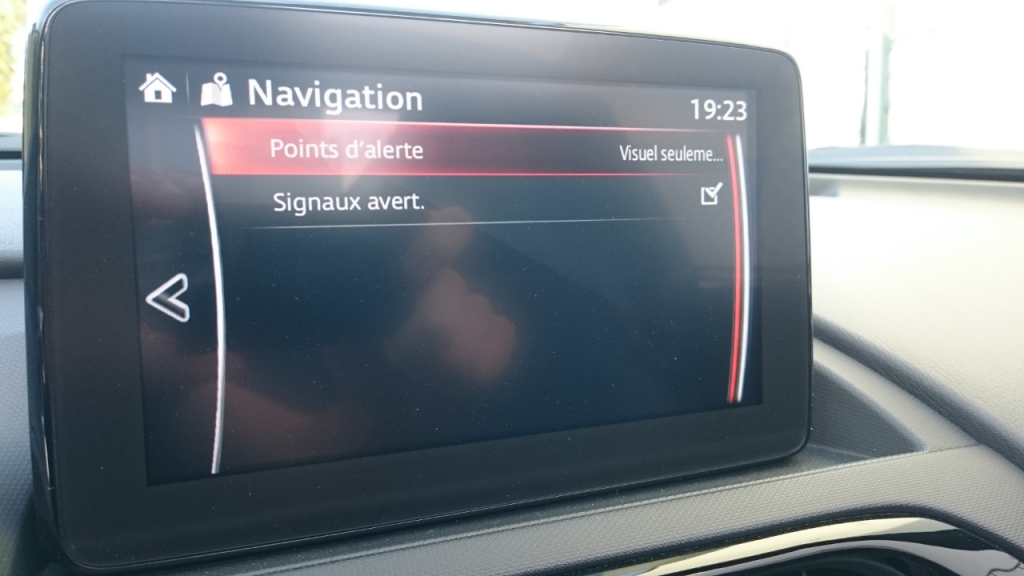 Navigation
19:23
Points d'alerte Visuel seuleme...
Signaux avert.